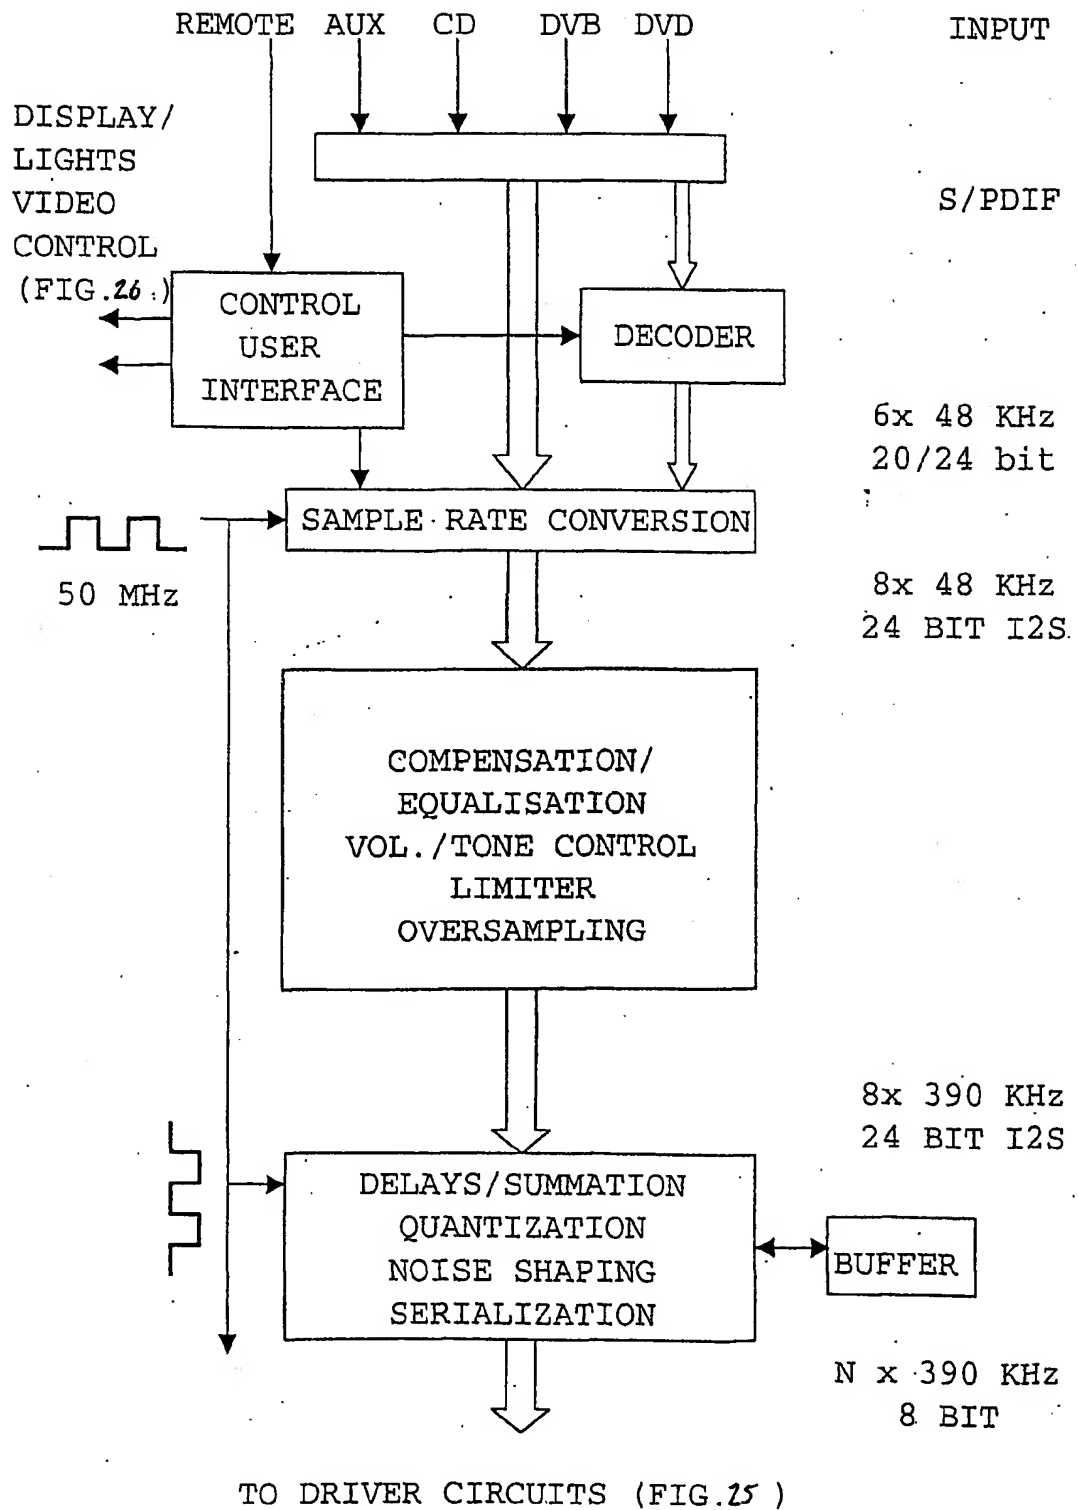 REMOTE AUX CD DVB DVD INPUT
DISPLAY/
LIGHTS
VIDEO
CONTROL
(FIG.26.)
S/PDIF
CONTROL
USER
INTERFACE
DECODER
6x 48 KHz
20/24 bit
SAMPLE RATE CONVERSION
50 MHz
8x 48 KHz
24 BIT I2S
COMPENSATION/
EQUALISATION
VOL./TONE CONTROL
LIMITER
OVERSAMPLING
8x 390 KHz
24 BIT I2S
DELAYS/SUMMATION
QUANTIZATION
NOISE SHAPING
SERIALIZATION
BUFFER
N x 390 KHz
8 BIT
TO DRIVER CIRCUITS (FIG.25)